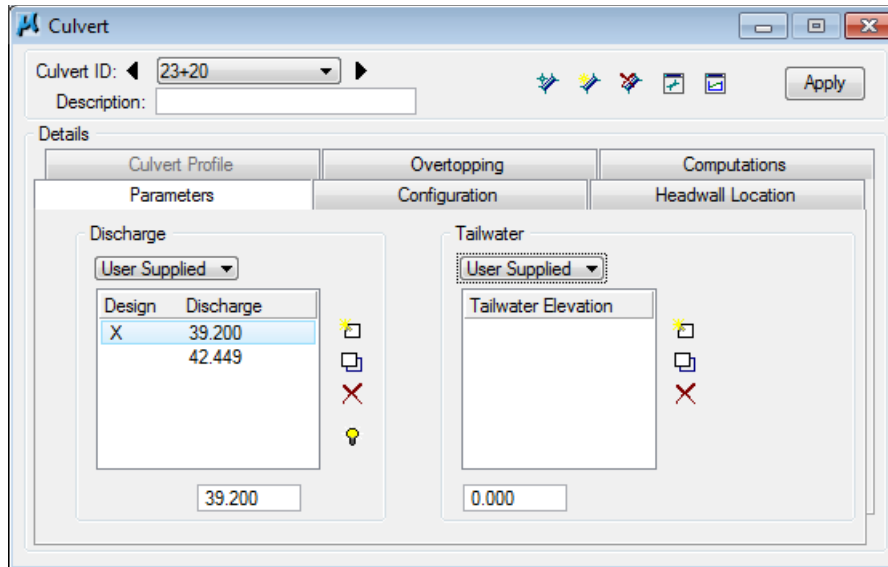 Culvert
Culvert ID: 23+20
Description:
Apply
Details
Culvert Profile Overtopping Computations
Parameters Configuration Headwall Location
Discharge
User Supplied
Design Discharge
X 39.200
42.449
39.200
Tailwater
User Supplied
Tailwater Elevation
0.000